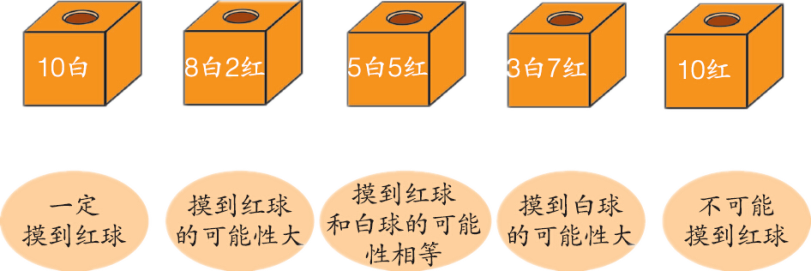 10白
8白2红
5白5红
3白7红
10红
一定
摸到红球
摸到红球
的可能性大
摸到红球
和白球的可能
性相等
摸到白球
的可能性大
不可能
摸到红球